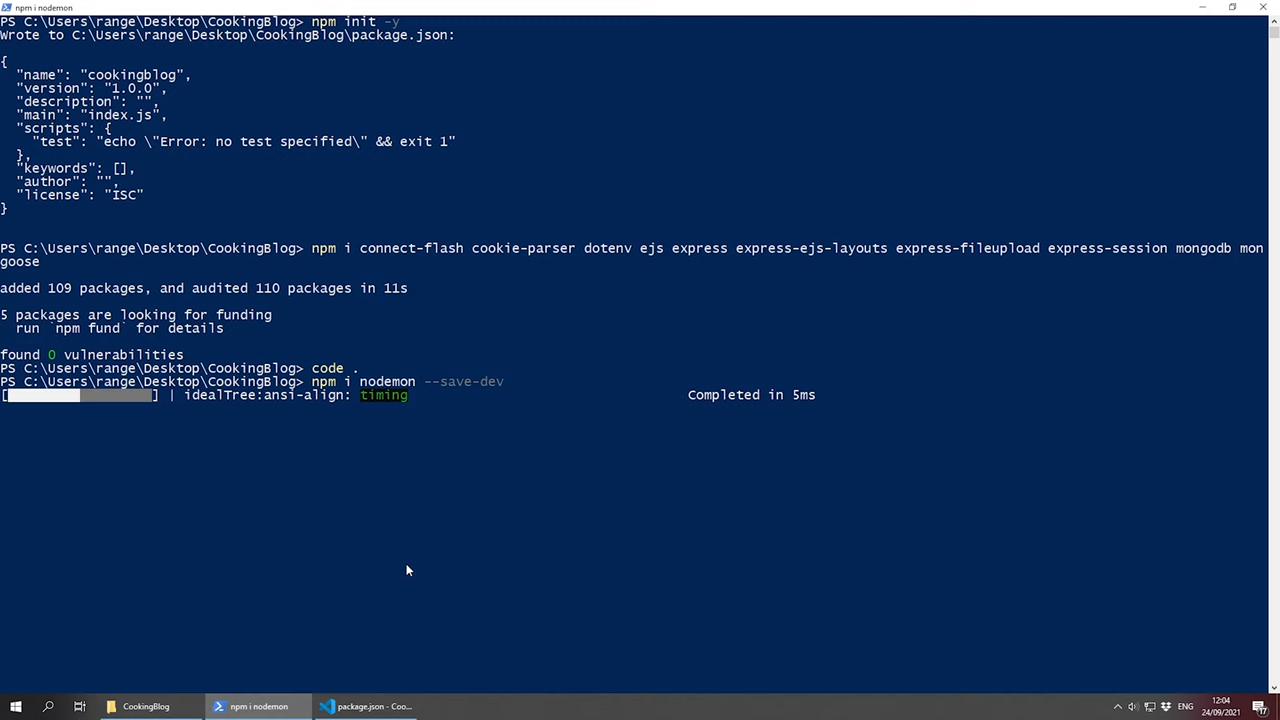 npm i nodemon
PS C:\Users\range\Desktop\CookingBlog> npm init -y
Wrote to C:\Users\range\Desktop\CookingBlog\package.json:
{
"name": "cookingblog",
"version": "1.0.0",
"description": "",
"main": "index.js",
"scripts": {
"test": "echo \"Error: no test specified\" && exit 1"
},
"keywords": [],
"author": "",
"license": "ISC"
}
PS C:\Users\range\Desktop\CookingBlog> npm i connect-flash cookie-parser dotenv ejs express express-ejs-layouts express-fileupload express-session mongodb mon
goose
added 109 packages, and audited 110 packages in 11s
5 packages are looking for funding
run `npm fund` for details
found 0 vulnerabilities
PS C:\Users\range\Desktop\CookingBlog> code .
PS C:\Users\range\Desktop\CookingBlog> npm i nodemon --save-dev
[ ] | idealTree:ansi-align: timing Completed in 5ms
CookingBlog
npm i nodemon
package.json - Coo...
ENG
12:04
24/09/2021
17